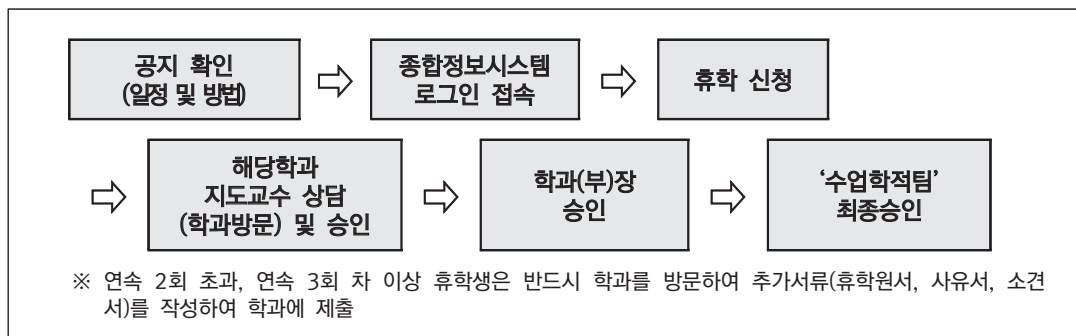 공지 확인
(일정 및 방법)
종합정보시스템
로그인 접속
휴학 신청
해당학과
지도교수 상담
(학과방문) 및 승인
학과(부)장
승인
‘수업학적팀’
최종승인
※ 연속 2회 초과, 연속 3회 차 이상 휴학생은 반드시 학과를 방문하여 추가서류(휴학원서, 사유서, 소견
서)를 작성하여 학과에 제출